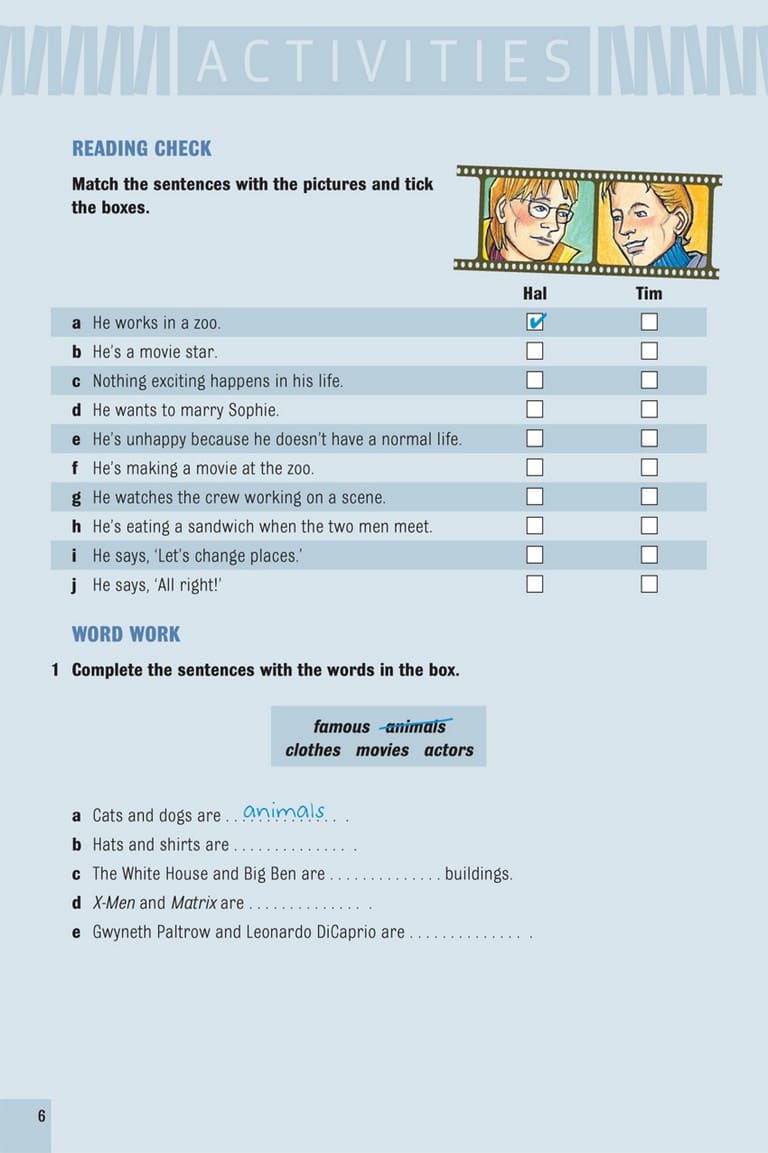 ACTIVITIES
READING CHECK
Match the sentences with the pictures and tick
the boxes.
Hal Tim
a He works in a zoo. ✔
b He's a movie star.
c Nothing exciting happens in his life.
d He wants to marry Sophie.
e He's unhappy because he doesn't have a normal life.
f He's making a movie at the zoo.
g He watches the crew working on a scene.
h He's eating a sandwich when the two men meet.
i He says, 'Let's change places.'
j He says, 'All right!'
WORD WORK
1 Complete the sentences with the words in the box.
famous animals
clothes movies actors
a Cats and dogs are . . animals . .
b Hats and shirts are . . . . . . . . . . . . . . .
c The White House and Big Ben are . . . . . . . . . . . . . . buildings.
d X-Men and Matrix are . . . . . . . . . . . . . . .
e Gwyneth Paltrow and Leonardo DiCaprio are . . . . . . . . . . . . . . .
6